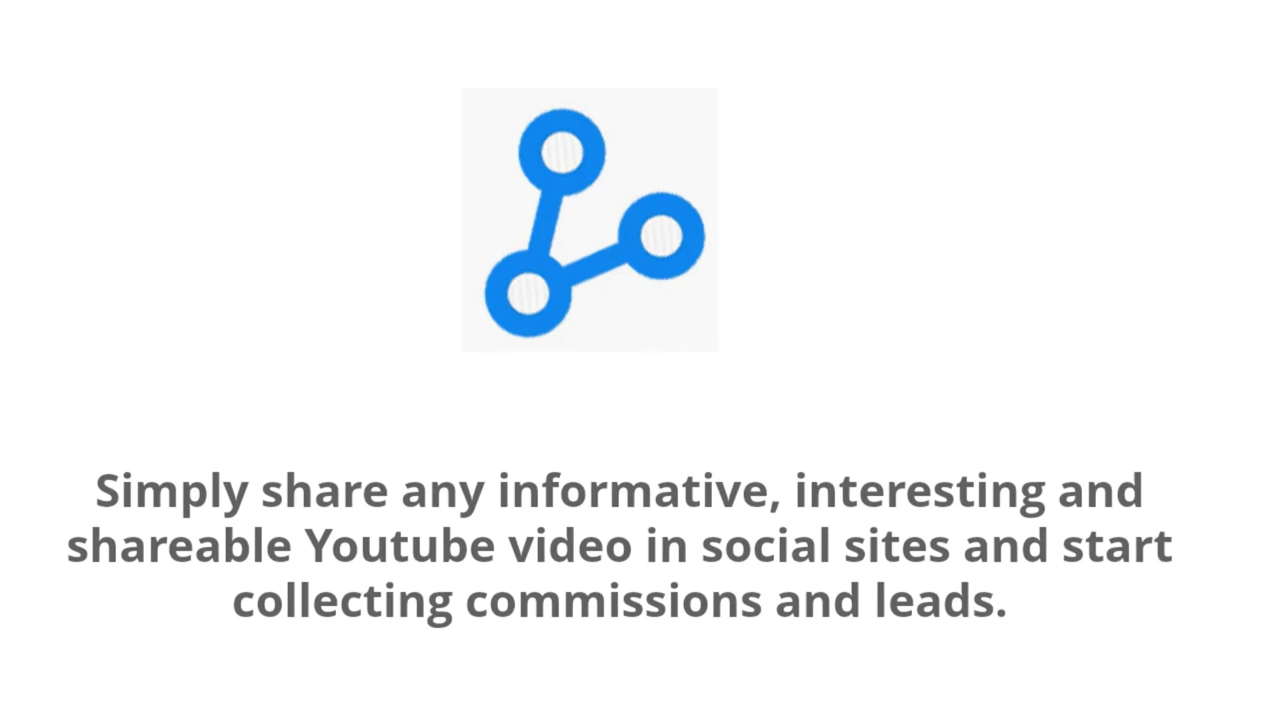 Simply share any informative, interesting and
shareable Youtube video in social sites and start
collecting commissions and leads.